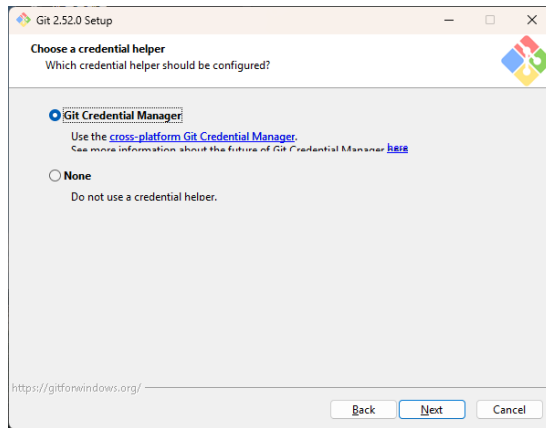 Git 2.52.0 Setup
Choose a credential helper
Which credential helper should be configured?
Git Credential Manager
Use the cross-platform Git Credential Manager.
See more information about the future of Git Credential Manager here
None
Do not use a credential helper.
https://gitforwindows.org/
Back Next Cancel